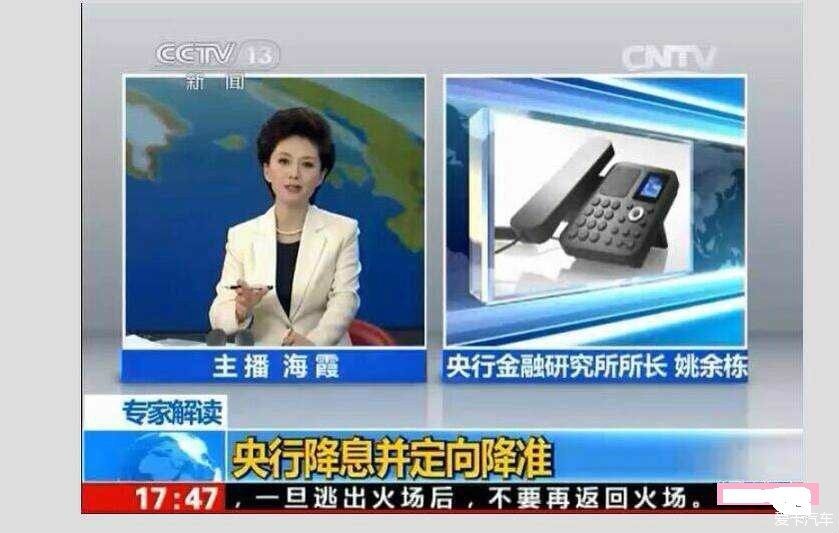 CCTV 13
新闻
CNTV
主播 海霞
央行金融研究所所长 姚余栋
专家解读
央行降息并定向降准
17:47 ，一旦逃出火场后，不要再返回火场。
爱卡汽车